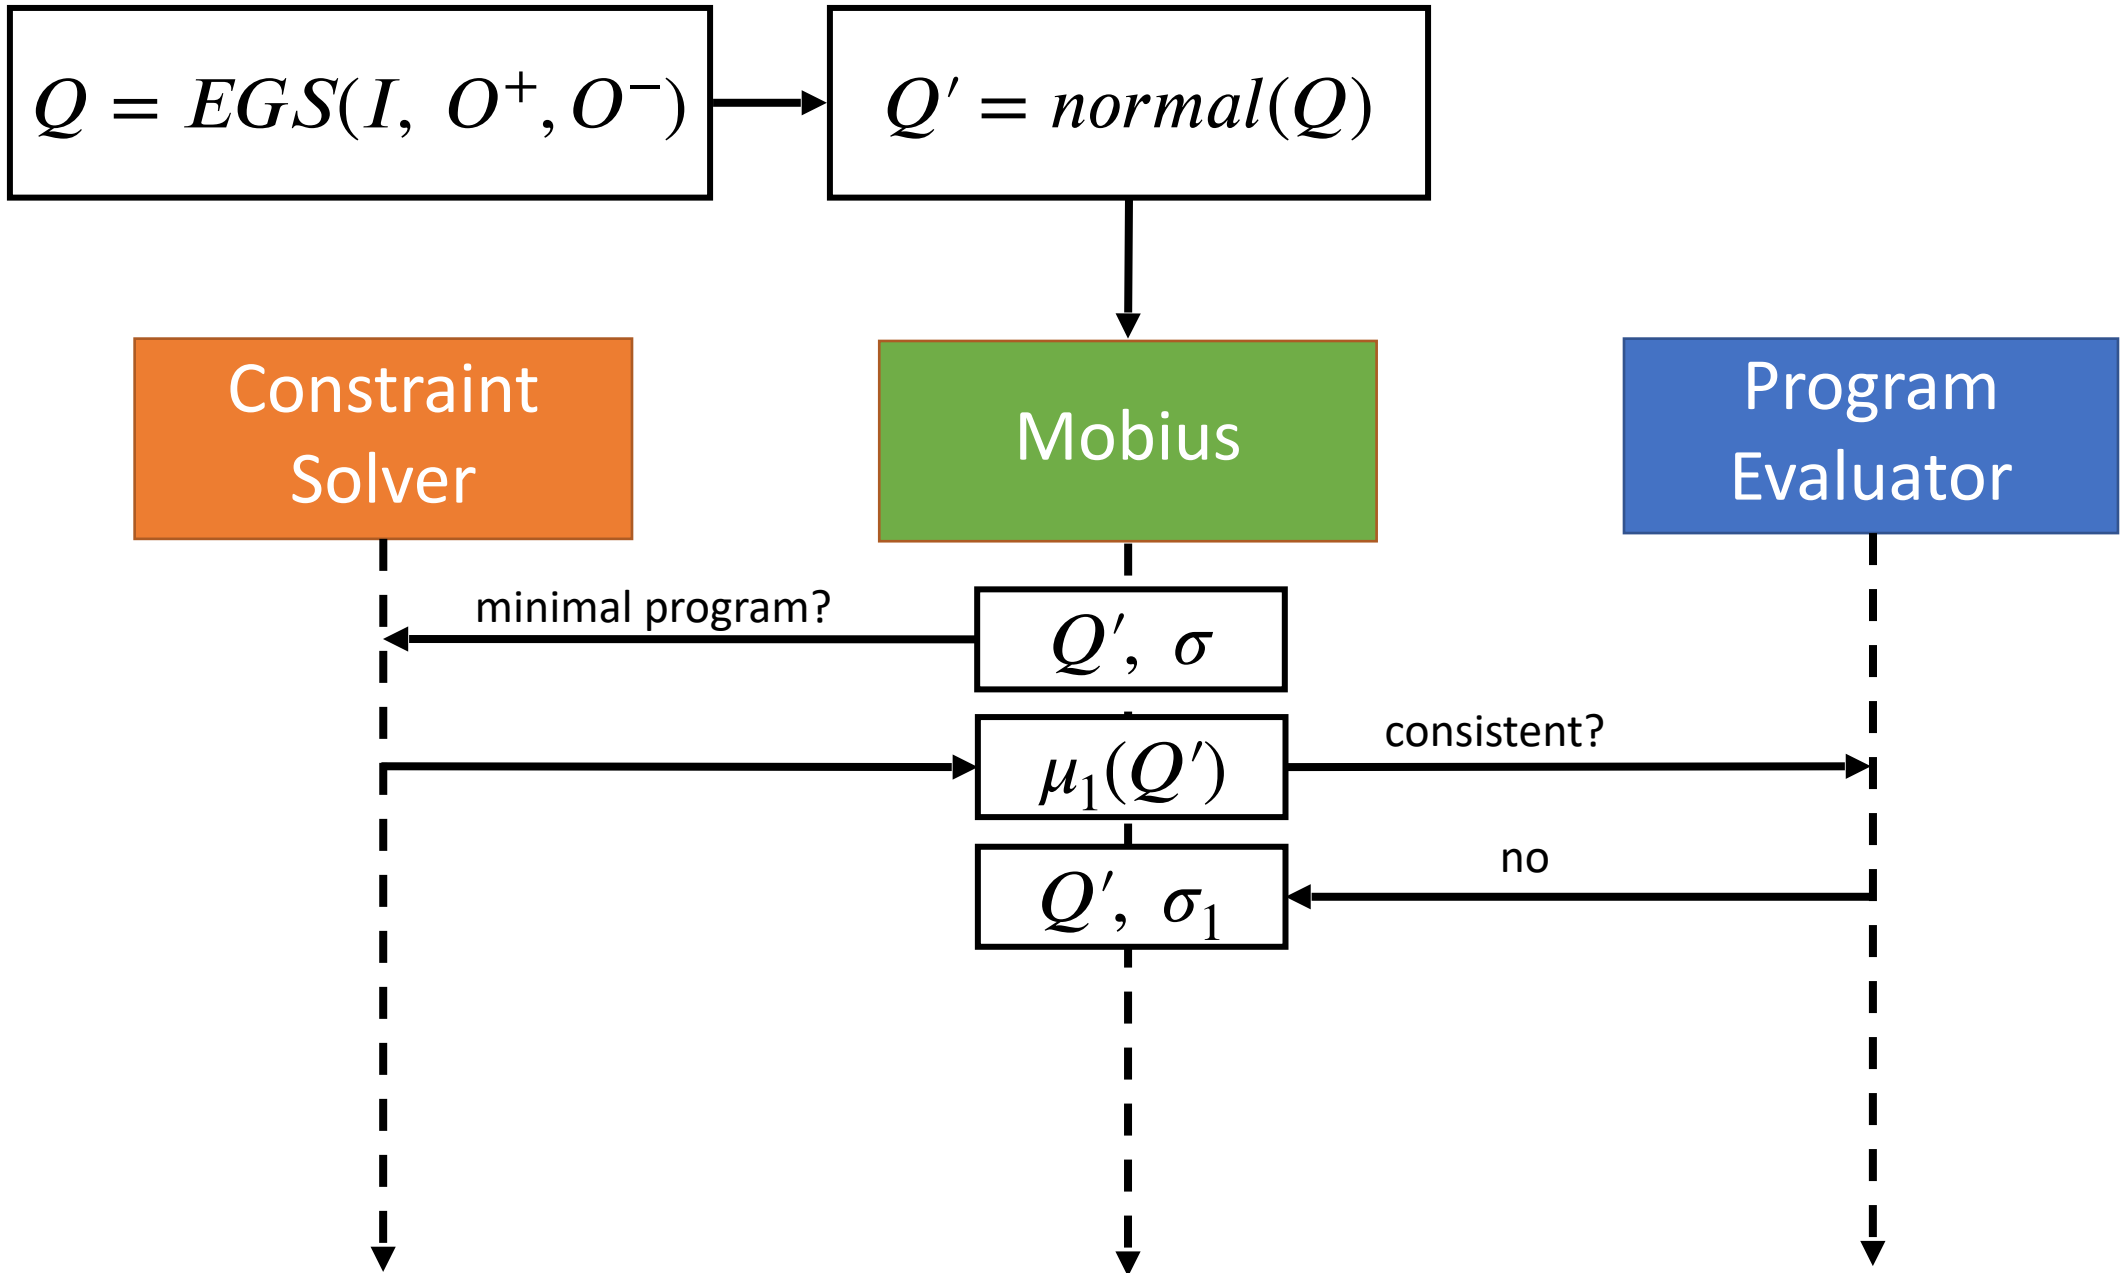 Q = EGS(I, O⁺, O⁻)
Q′ = normal(Q)
Constraint
Solver
Mobius
Program
Evaluator
minimal program?
Q′, σ
μ₁(Q′)
consistent?
no
Q′, σ₁